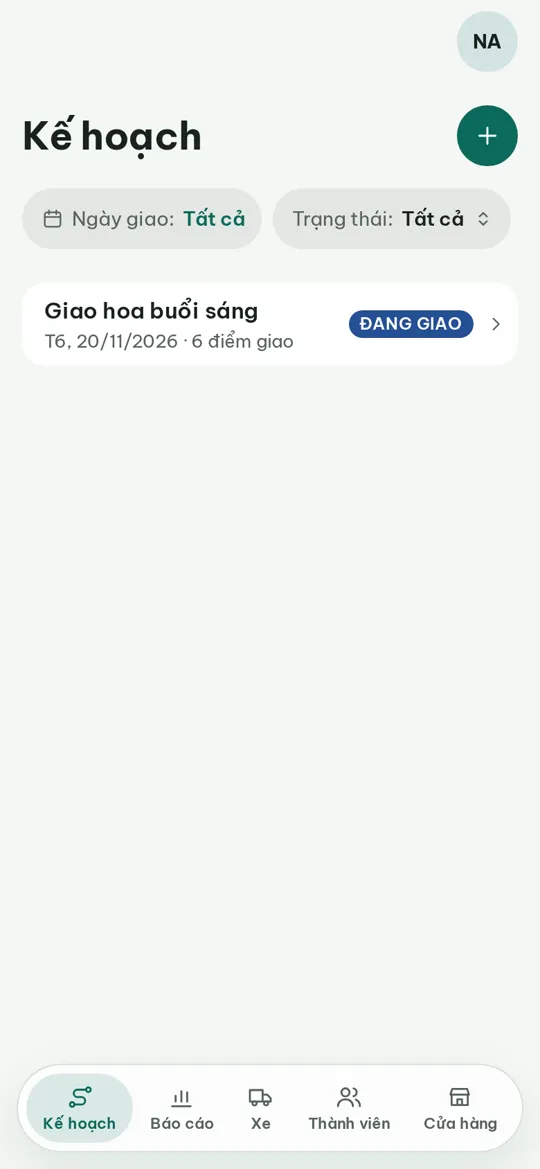 NA
Kế hoạch
Ngày giao: Tất cả
Trạng thái: Tất cả
Giao hoa buổi sáng
T6, 20/11/2026 · 6 điểm giao
ĐANG GIAO
Kế hoạch
Báo cáo
Xe
Thành viên
Cửa hàng